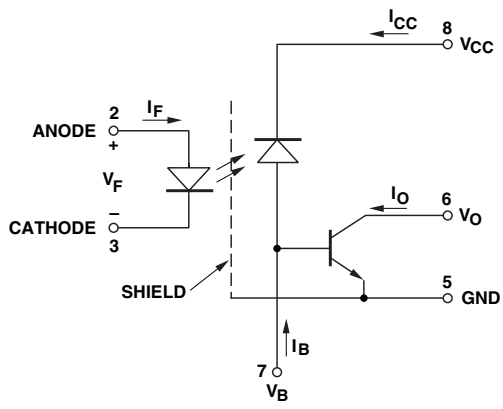 I_CC
8
V_CC
2
I_F
ANODE
+
V_F
I_O
6
V_O
–
CATHODE
3
5
GND
SHIELD
I_B
7
V_B